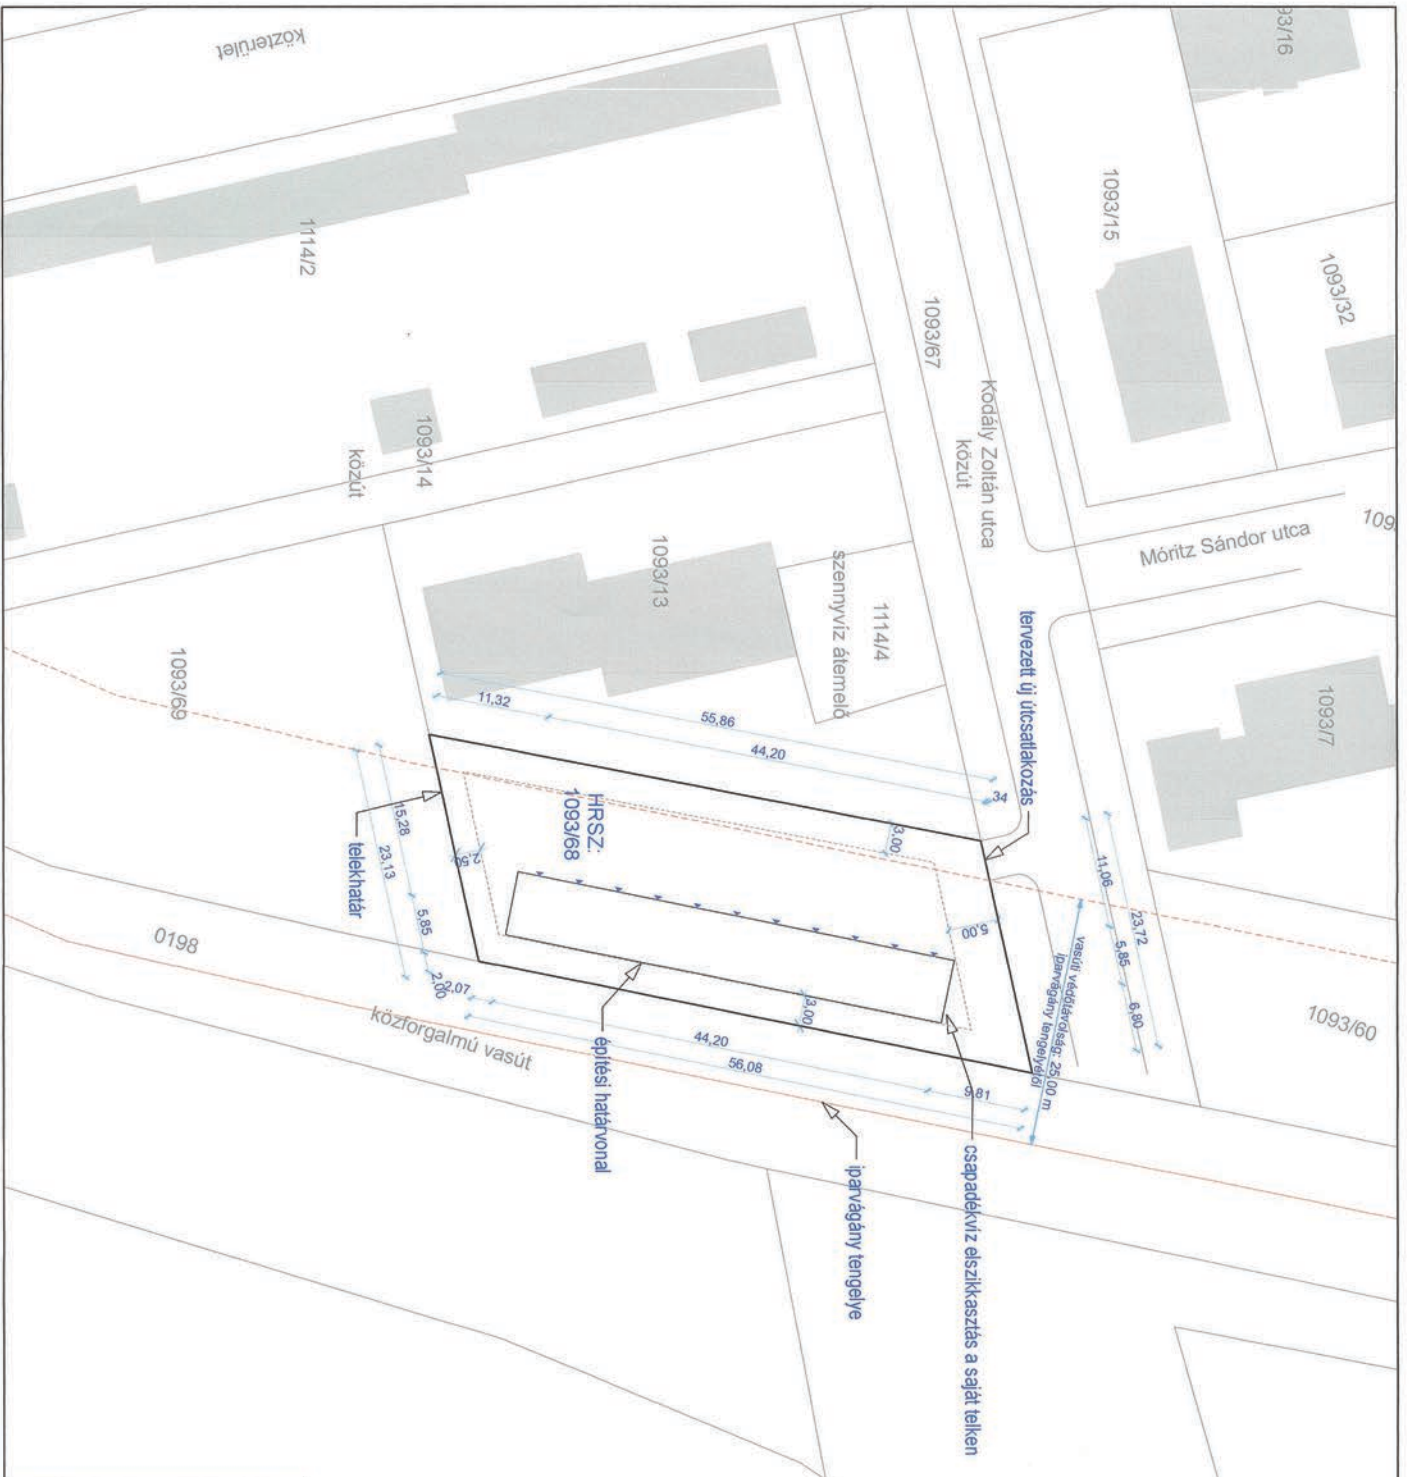 közterület
93/16
1093/15
1093/32
1114/2
1093/67
Kodály Zoltán utca
közút
109
Móritz Sándor utca
1093/14
közút
1093/13
1114/4
szennyvíz átemelő
1093/7
tervezett új útcsatlakozás
1093/69
11,32
55,86
44,20
34
3,00
HRSZ:
1093/68
11,06
23,72
5,85
6,80
5,00
2,50
15,28
23,13
5,85
2,00
2,07
telekhatár
vasúti védőtávolság: 25,00 m
iparvágány tengelyétől
1093/60
0198
közforgalmú vasút
3,00
44,20
56,08
9,81
építési határvonal
iparvágány tengelye
csapadékvíz elszikkasztás a saját telken